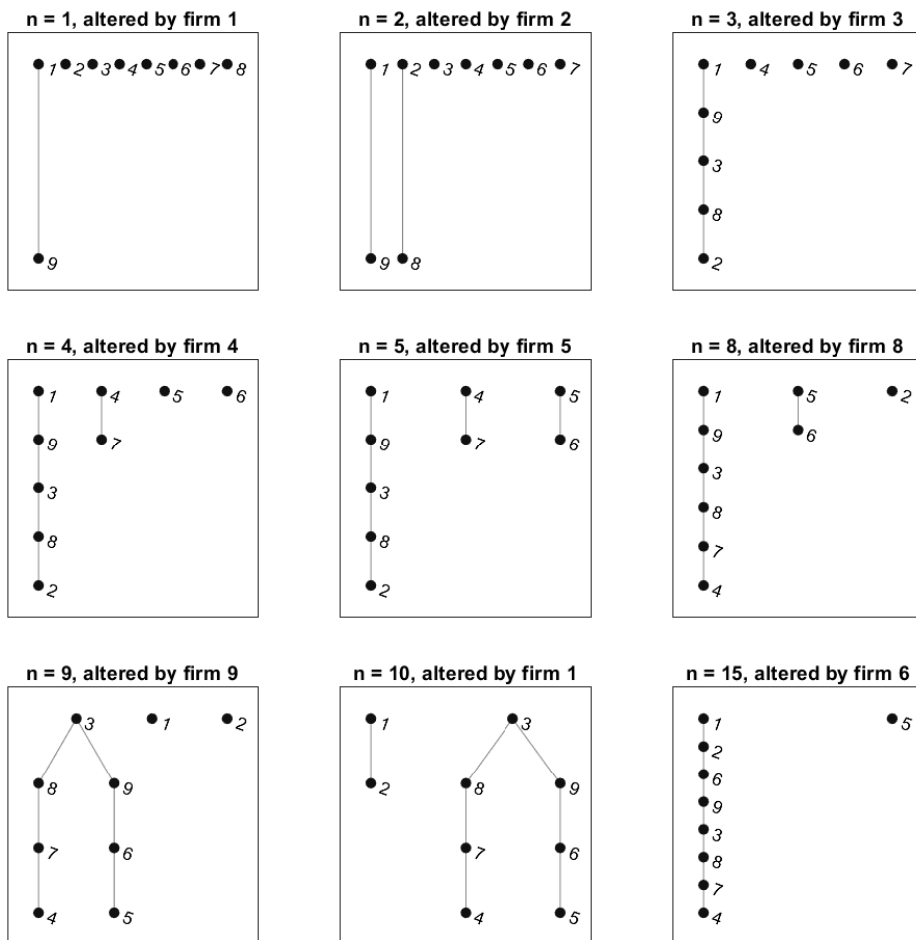 n = 1, altered by firm 1
1 2 3 4 5 6 7 8
9
n = 2, altered by firm 2
1 2 3 4 5 6 7
9 8
n = 3, altered by firm 3
1 4 5 6 7
9
3
8
2
n = 4, altered by firm 4
1 4 5 6
9 7
3
8
2
n = 5, altered by firm 5
1 4 5
9 7 6
3
8
2
n = 8, altered by firm 8
1 5 2
9 6
3
8
7
4
n = 9, altered by firm 9
3 1 2
8 9
7 6
4 5
n = 10, altered by firm 1
1 3
2 8 9
7 6
4 5
n = 15, altered by firm 6
1 5
2
6
9
3
8
7
4